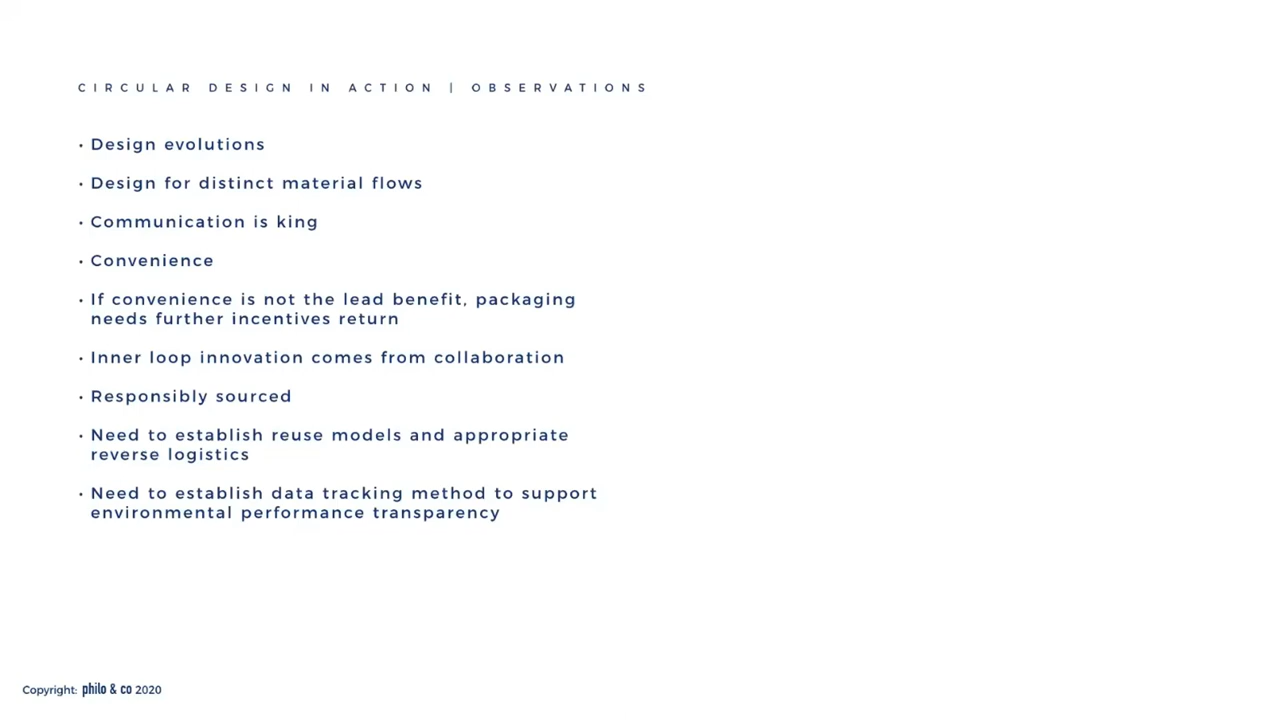 CIRCULAR DESIGN IN ACTION | OBSERVATIONS
• Design evolutions
• Design for distinct material flows
• Communication is king
• Convenience
• If convenience is not the lead benefit, packaging
needs further incentives return
• Inner loop innovation comes from collaboration
• Responsibly sourced
• Need to establish reuse models and appropriate
reverse logistics
• Need to establish data tracking method to support
environmental performance transparency
Copyright: philo & co 2020